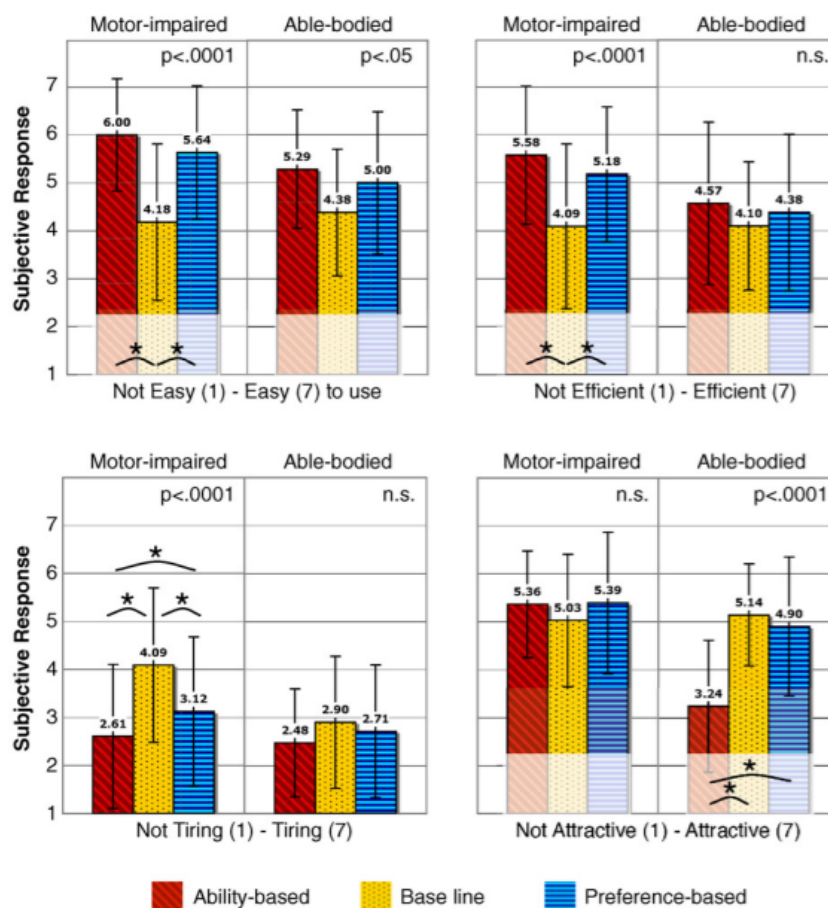 Motor-impaired Able-bodied Motor-impaired Able-bodied
p<.0001 p<.05 p<.0001 n.s.
7
6.00
6 5.64 5.58
5.29 5.18
5 5.00
4.57
4.38 4.38
4.18 4.09 4.10
4
3
2
* * * *
1
Subjective Response
Not Easy (1) - Easy (7) to use Not Efficient (1) - Efficient (7)
Motor-impaired Able-bodied Motor-impaired Able-bodied
p<.0001 n.s. n.s. p<.0001
7
*
6
* * 5.36 5.03 5.39 5.14
5 4.90
4.09
4
3.12 3.24
3 2.90
2.61 2.48 2.71
2
*
*
1
Subjective Response
Not Tiring (1) - Tiring (7) Not Attractive (1) - Attractive (7)
Ability-based Base line Preference-based